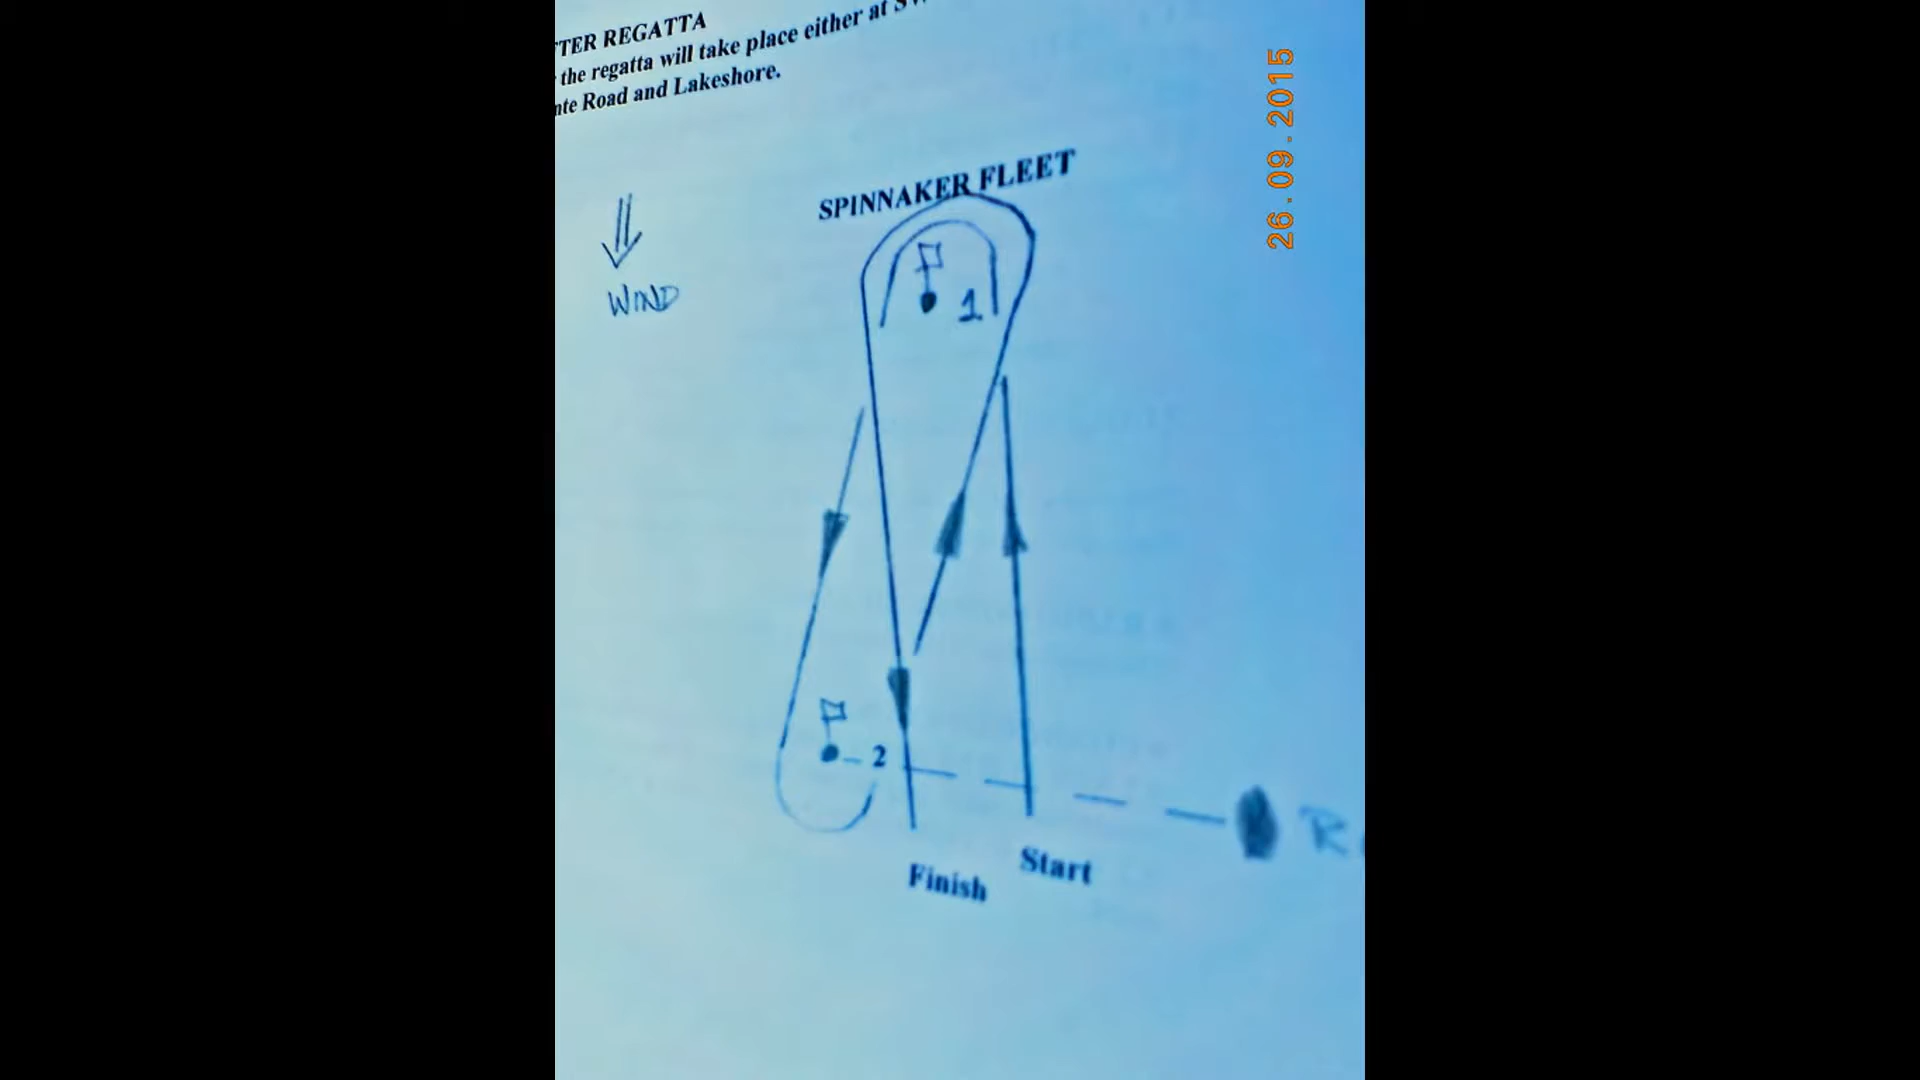 TER REGATTA
the regatta will take place either at
Road and Lakeshore.
26.09.2015
SPINNAKER FLEET
WIND
1
2
Start
Finish